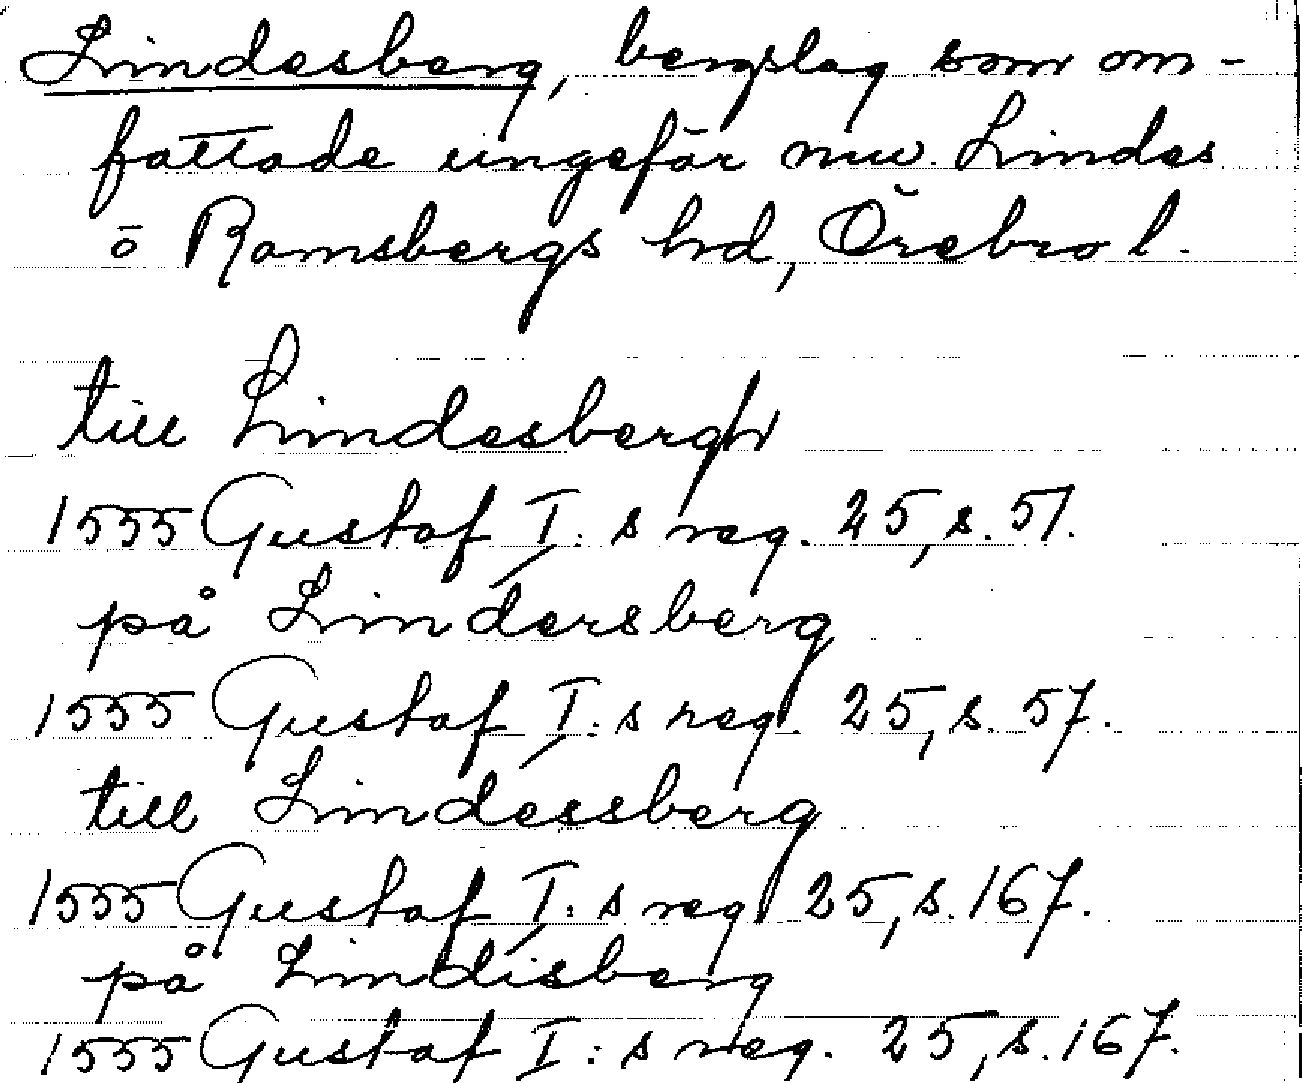 Lindesberg, bergslag som om-
fattade ungefär nuv. Lindes
o Ramsbergs hd, Örebro l.
till Lindesbergh
1555 Gustaf I:s reg. 25, s. 57.
på Lindersberg
1555 Gustaf I:s reg. 25, s. 57.
till Lindessberg
1555 Gustaf I:s reg. 25, s. 167.
på Lindisberg
1555 Gustaf I:s reg. 25, s. 167.